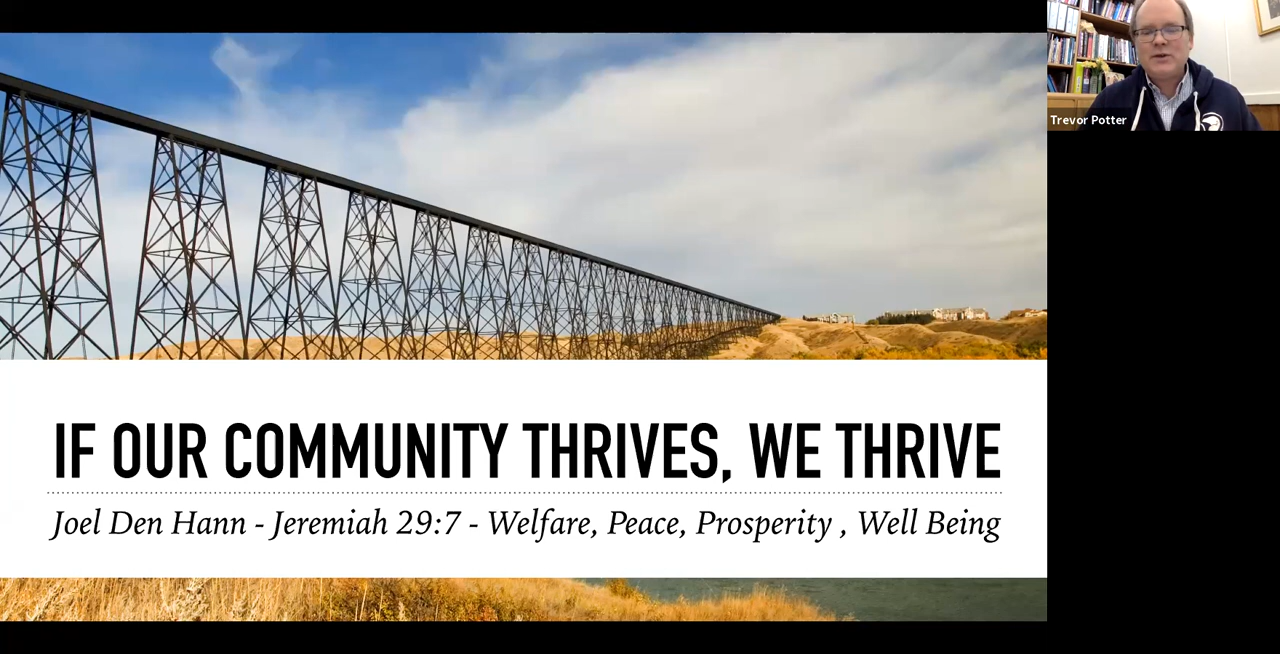 Trevor Potter
IF OUR COMMUNITY THRIVES, WE THRIVE
Joel Den Hann - Jeremiah 29:7 - Welfare, Peace, Prosperity , Well Being